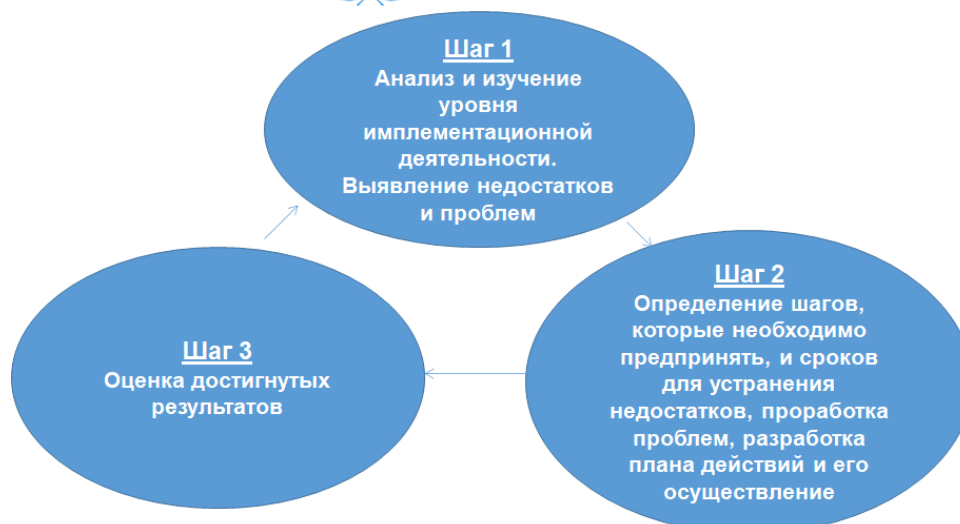 Шаг 1
Анализ и изучение
уровня
имплементационной
деятельности.
Выявление недостатков
и проблем
Шаг 2
Определение шагов,
которые необходимо
предпринять, и сроков
для устранения
недостатков, проработка
проблем, разработка
плана действий и его
осуществление
Шаг 3
Оценка достигнутых
результатов